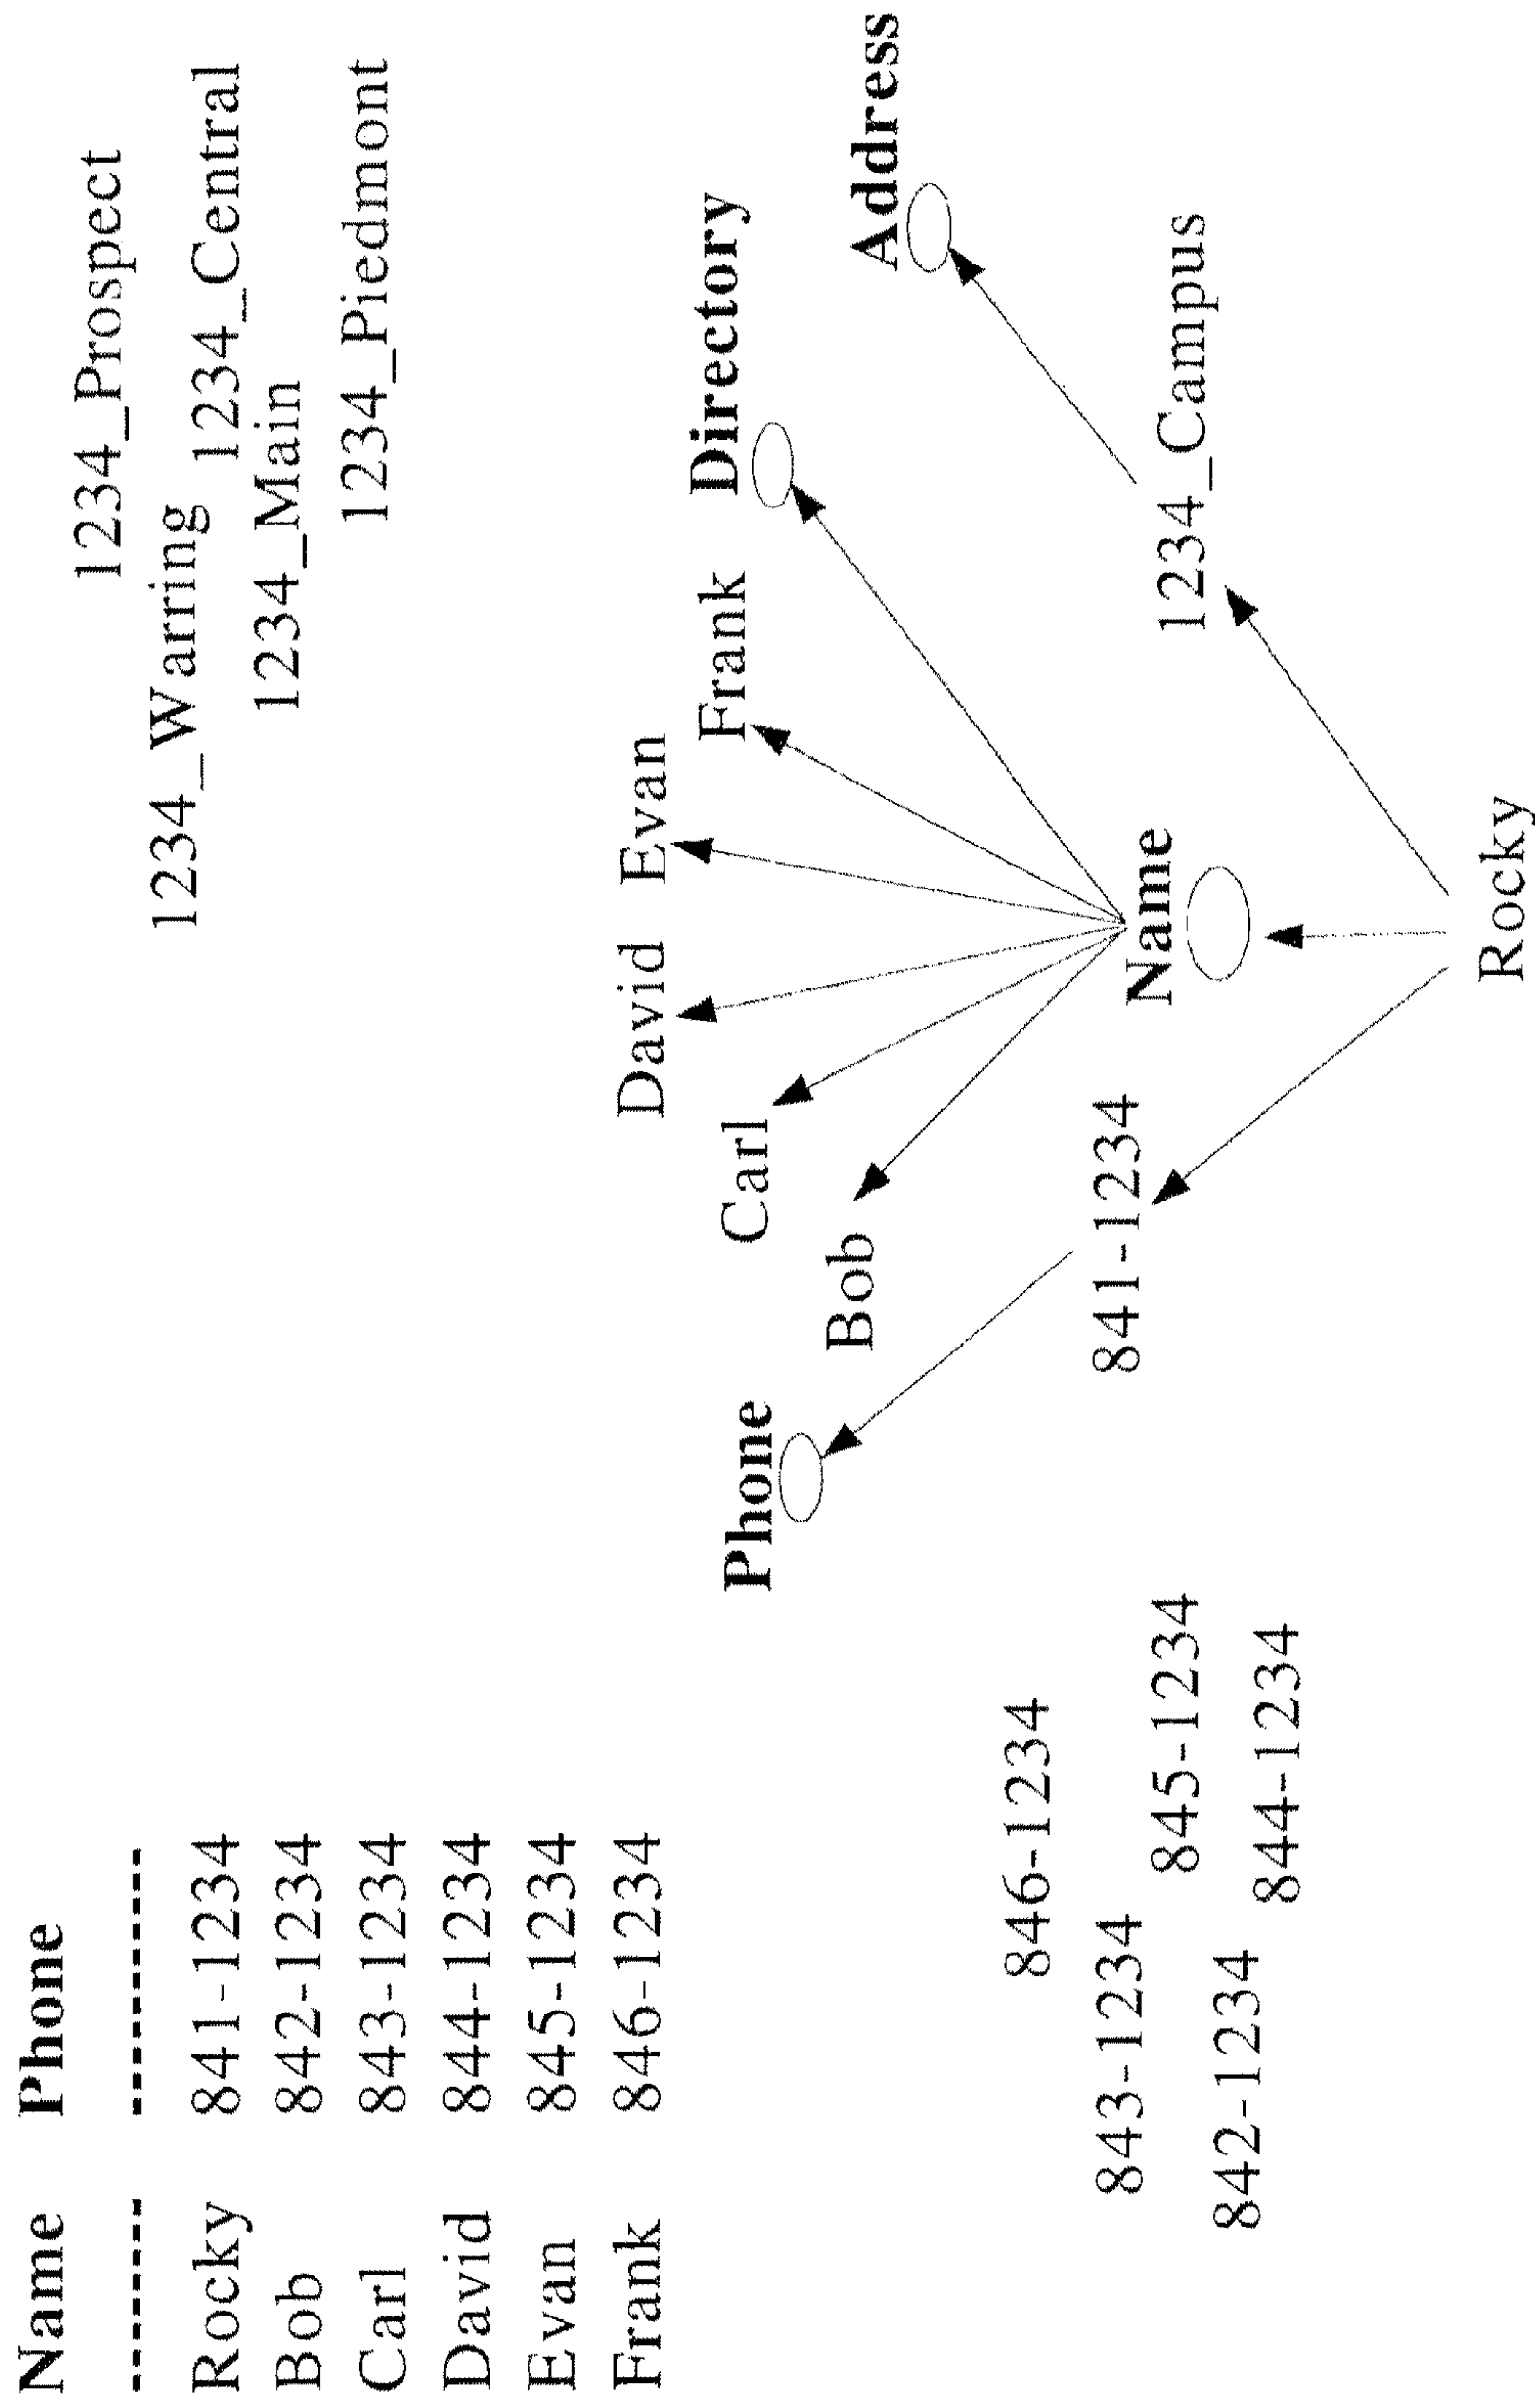 Name Phone
Rocky 841-1234
Bob 842-1234
Carl 843-1234
David 844-1234
Evan 845-1234
Frank 846-1234
1234_Prospect
1234_Warring
1234_Central
1234_Main
1234_Piedmont
David Evan
Carl
Frank
Directory
Phone
Bob
Address
846-1234
843-1234
845-1234
842-1234
844-1234
841-1234
Name
1234_Campus
Rocky